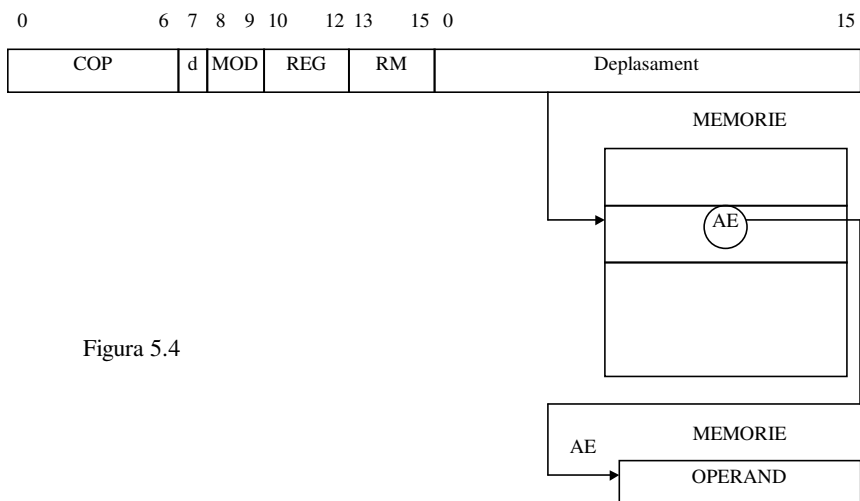 0 6 7 8 9 10 12 13 15 0 15
COP d MOD REG RM Deplasament
MEMORIE
AE
Figura 5.4
AE MEMORIE
OPERAND